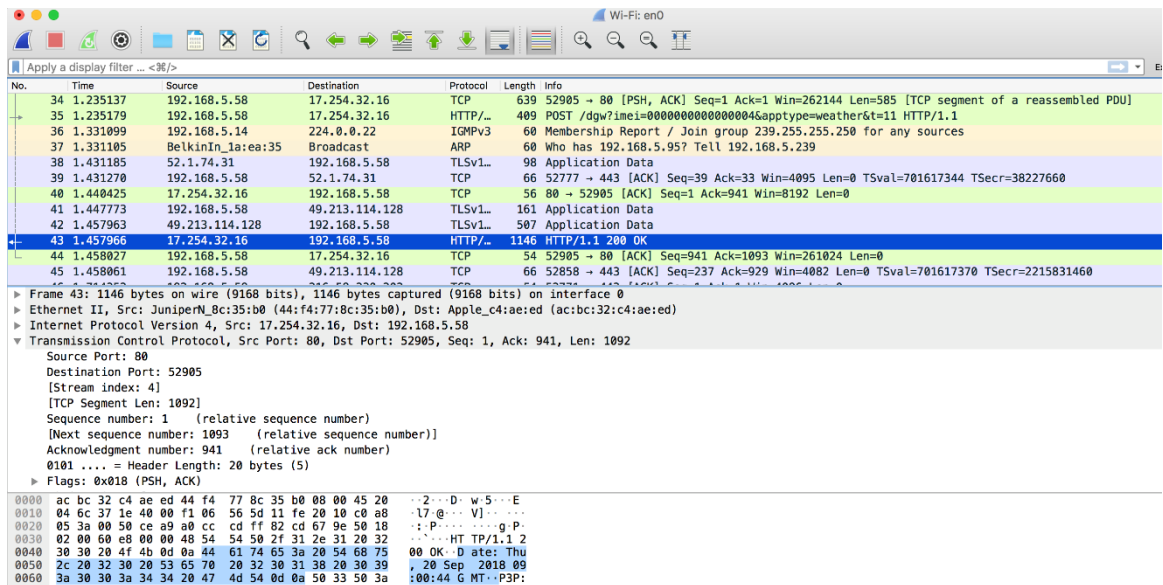 Wi-Fi: en0
Apply a display filter ... <⌘/>
No. Time Source Destination Protocol Length Info
34 1.235137 192.168.5.58 17.254.32.16 TCP 639 52905 → 80 [PSH, ACK] Seq=1 Ack=1 Win=262144 Len=585 [TCP segment of a reassembled PDU]
35 1.235179 192.168.5.58 17.254.32.16 HTTP/… 409 POST /dgw?imei=0000000000000004&apptype=weather&t=11 HTTP/1.1
36 1.331099 192.168.5.14 224.0.0.22 IGMPv3 60 Membership Report / Join group 239.255.255.250 for any sources
37 1.331105 BelkinIn_1a:ea:35 Broadcast ARP 60 Who has 192.168.5.95? Tell 192.168.5.239
38 1.431185 52.1.74.31 192.168.5.58 TLSv1… 98 Application Data
39 1.431270 192.168.5.58 52.1.74.31 TCP 66 52777 → 443 [ACK] Seq=39 Ack=33 Win=4095 Len=0 TSval=701617344 TSecr=38227660
40 1.440425 17.254.32.16 192.168.5.58 TCP 56 80 → 52905 [ACK] Seq=1 Ack=941 Win=8192 Len=0
41 1.447773 192.168.5.58 49.213.114.128 TLSv1… 161 Application Data
42 1.457963 49.213.114.128 192.168.5.58 TLSv1… 507 Application Data
43 1.457966 17.254.32.16 192.168.5.58 HTTP/… 1146 HTTP/1.1 200 OK
44 1.458027 192.168.5.58 17.254.32.16 TCP 54 52905 → 80 [ACK] Seq=941 Ack=1093 Win=261024 Len=0
45 1.458061 192.168.5.58 49.213.114.128 TCP 66 52858 → 443 [ACK] Seq=237 Ack=929 Win=4082 Len=0 TSval=701617370 TSecr=2215831460
Frame 43: 1146 bytes on wire (9168 bits), 1146 bytes captured (9168 bits) on interface 0
Ethernet II, Src: JuniperN_8c:35:b0 (44:f4:77:8c:35:b0), Dst: Apple_c4:ae:ed (ac:bc:32:c4:ae:ed)
Internet Protocol Version 4, Src: 17.254.32.16, Dst: 192.168.5.58
Transmission Control Protocol, Src Port: 80, Dst Port: 52905, Seq: 1, Ack: 941, Len: 1092
Source Port: 80
Destination Port: 52905
[Stream index: 4]
[TCP Segment Len: 1092]
Sequence number: 1 (relative sequence number)
[Next sequence number: 1093 (relative sequence number)]
Acknowledgment number: 941 (relative ack number)
0101 .... = Header Length: 20 bytes (5)
Flags: 0x018 (PSH, ACK)
0000 ac bc 32 c4 ae ed 44 f4 77 8c 35 b0 08 00 45 20 ··2···D· w·5···E
0010 04 6c 37 1e 40 00 f1 06 56 5d 11 fe 20 10 c0 a8 ·l7·@··· V]·· ···
0020 05 3a 00 50 ce a9 a0 cc cd ff 82 cd 67 9e 50 18 ·:·P···· ····g·P·
0030 02 00 60 e8 00 00 48 54 54 50 2f 31 2e 31 20 32 ··`···HT TP/1.1 2
0040 30 30 20 4f 4b 0d 0a 44 61 74 65 3a 20 54 68 75 00 OK··D ate: Thu
0050 2c 20 32 30 20 53 65 70 20 32 30 31 38 20 30 39 , 20 Sep 2018 09
0060 3a 30 30 3a 34 34 20 47 4d 54 0d 0a 50 33 50 3a :00:44 G MT··P3P: